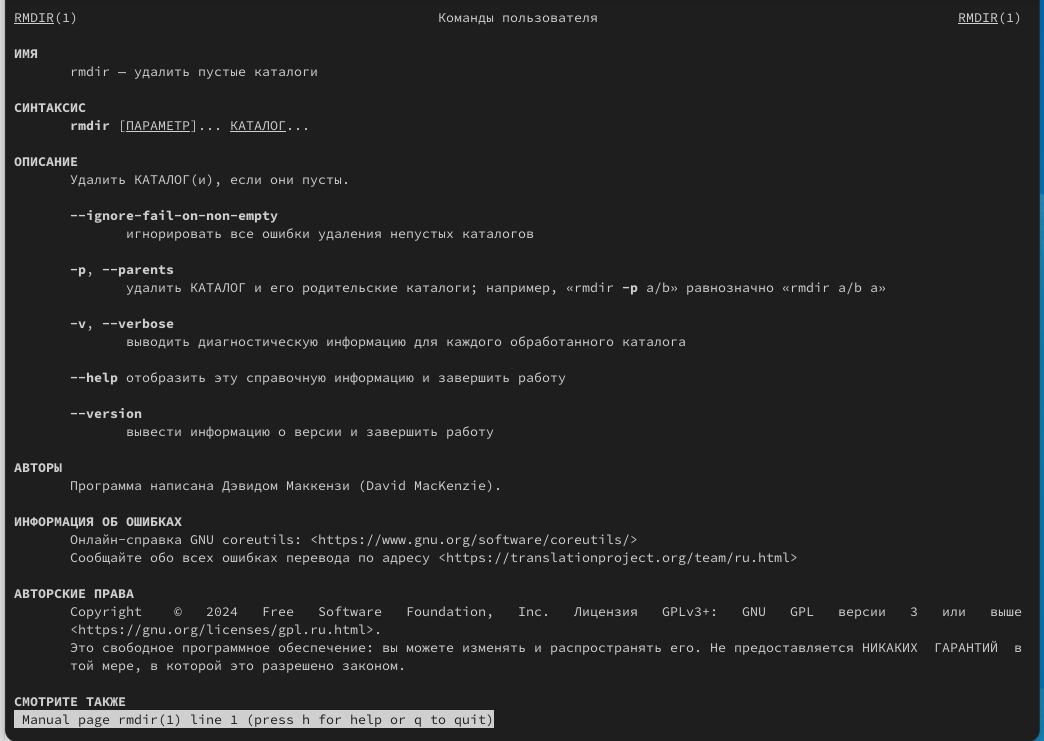 RMDIR(1) Команды пользователя RMDIR(1)
ИМЯ
rmdir — удалить пустые каталоги
СИНТАКСИС
rmdir [ПАРАМЕТР]... КАТАЛОГ...
ОПИСАНИЕ
Удалить КАТАЛОГ(и), если они пусты.
--ignore-fail-on-non-empty
игнорировать все ошибки удаления непустых каталогов
-p, --parents
удалить КАТАЛОГ и его родительские каталоги; например, «rmdir -p a/b» равнозначно «rmdir a/b a»
-v, --verbose
выводить диагностическую информацию для каждого обработанного каталога
--help отобразить эту справочную информацию и завершить работу
--version
вывести информацию о версии и завершить работу
АВТОРЫ
Программа написана Дэвидом Маккензи (David MacKenzie).
ИНФОРМАЦИЯ ОБ ОШИБКАХ
Онлайн-справка GNU coreutils: <https://www.gnu.org/software/coreutils/>
Сообщайте обо всех ошибках перевода по адресу <https://translationproject.org/team/ru.html>
АВТОРСКИЕ ПРАВА
Copyright © 2024 Free Software Foundation, Inc. Лицензия GPLv3+: GNU GPL версии 3 или выше
<https://gnu.org/licenses/gpl.ru.html>.
Это свободное программное обеспечение: вы можете изменять и распространять его. Не предоставляется НИКАКИХ ГАРАНТИЙ в
той мере, в которой это разрешено законом.
СМОТРИТЕ ТАКЖЕ
Manual page rmdir(1) line 1 (press h for help or q to quit)